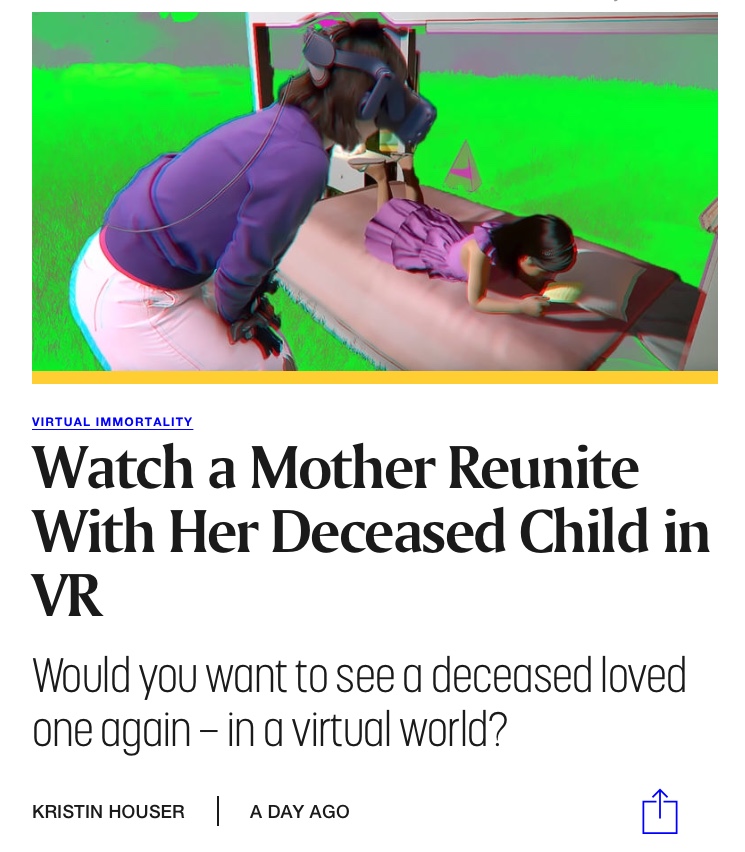 VIRTUAL IMMORTALITY
Watch a Mother Reunite
With Her Deceased Child in
VR
Would you want to see a deceased loved
one again – in a virtual world?
KRISTIN HOUSER | A DAY AGO